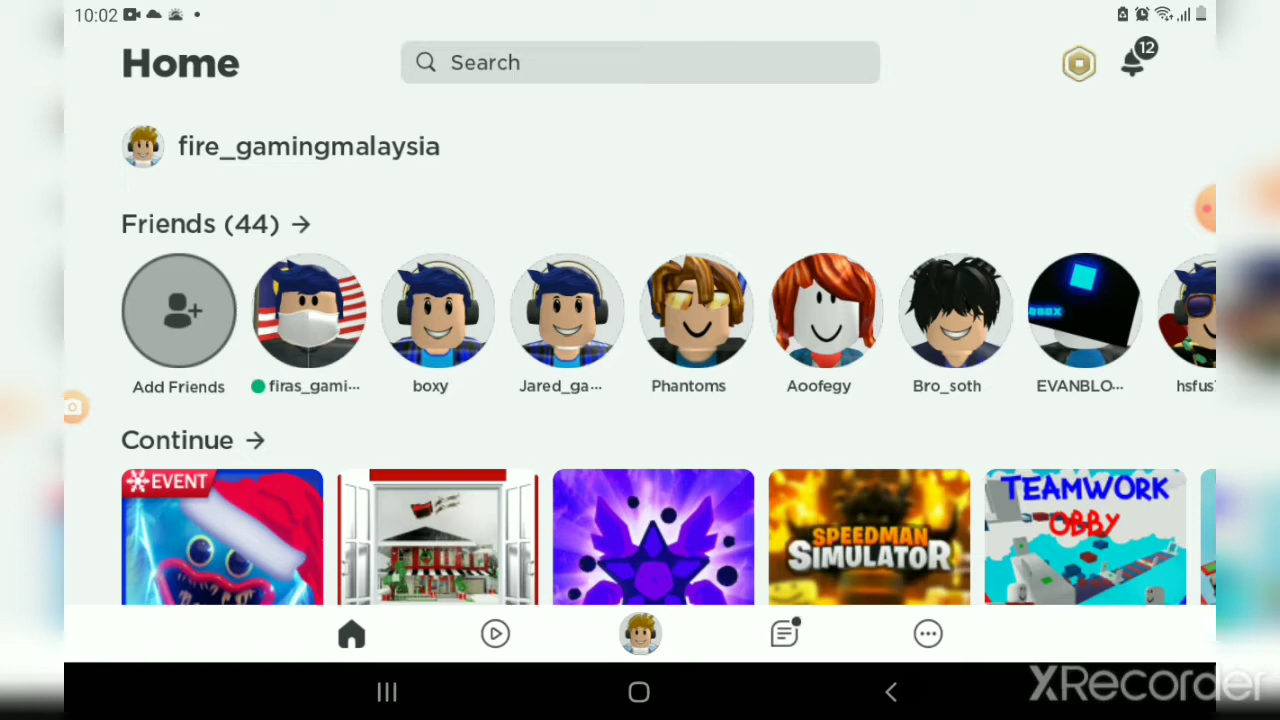 10:02
Home
Search
12
fire_gamingmalaysia
Friends (44) →
Add Friends
firas_gami...
boxy
Jared_ga...
Phantoms
Aoofegy
Bro_soth
EVANBLO...
hsfus
Continue →
EVENT
SPEEDMAN
SIMULATOR
TEAMWORK
OBBY
XRecorder